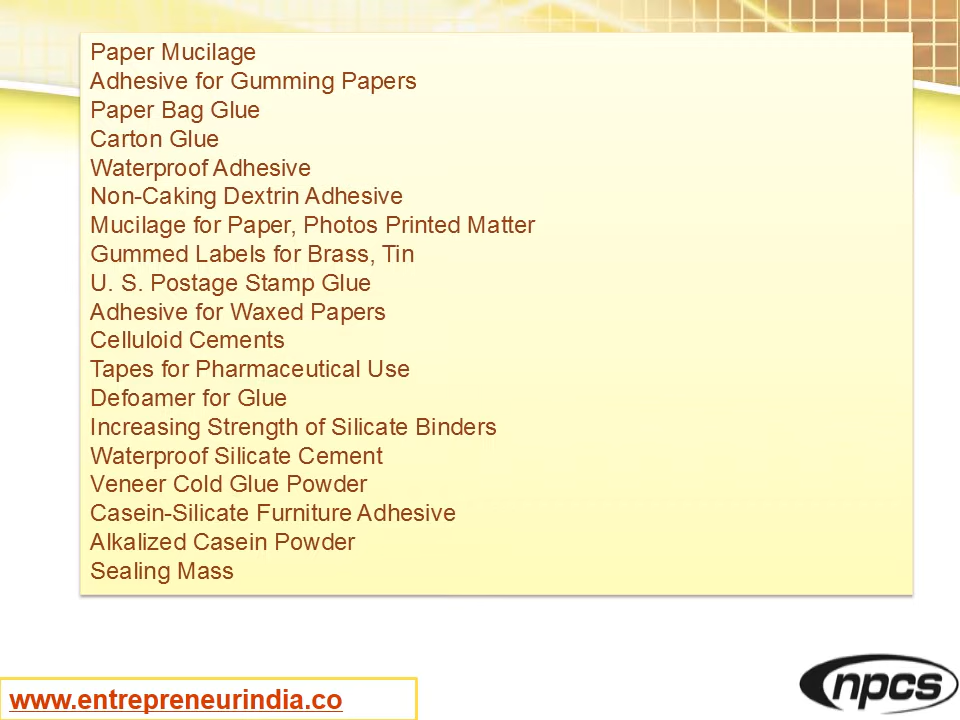 Paper Mucilage
Adhesive for Gumming Papers
Paper Bag Glue
Carton Glue
Waterproof Adhesive
Non-Caking Dextrin Adhesive
Mucilage for Paper, Photos Printed Matter
Gummed Labels for Brass, Tin
U. S. Postage Stamp Glue
Adhesive for Waxed Papers
Celluloid Cements
Tapes for Pharmaceutical Use
Defoamer for Glue
Increasing Strength of Silicate Binders
Waterproof Silicate Cement
Veneer Cold Glue Powder
Casein-Silicate Furniture Adhesive
Alkalized Casein Powder
Sealing Mass
www.entrepreneurindia.co
npcs